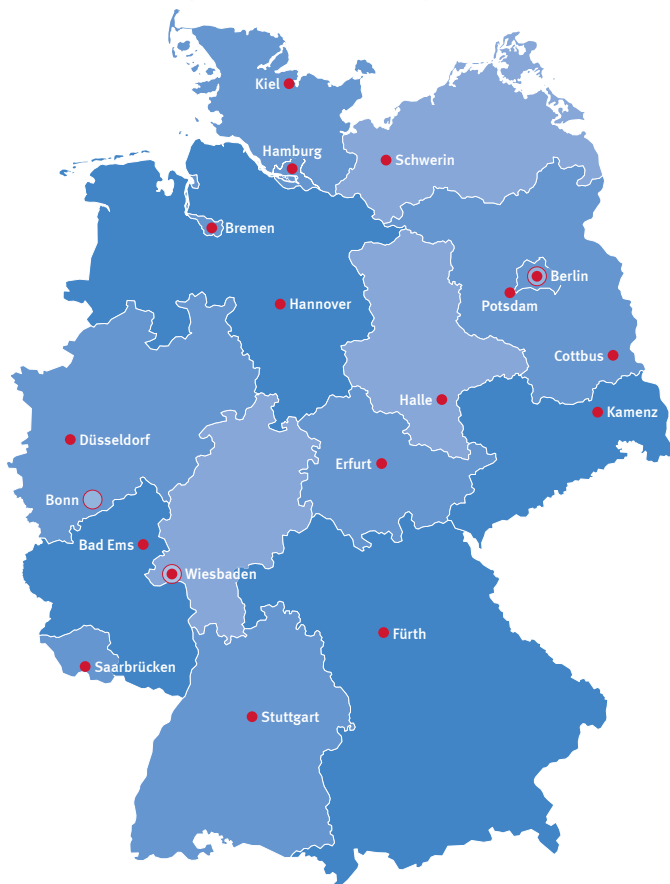 Kiel
Hamburg
Schwerin
Bremen
Berlin
Hannover
Potsdam
Cottbus
Halle
Kamenz
Düsseldorf
Erfurt
Bonn
Bad Ems
Wiesbaden
Fürth
Saarbrücken
Stuttgart